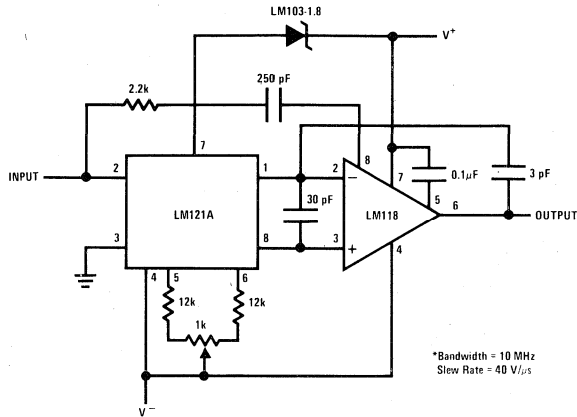 LM103-1.8
V+
2.2k
250 pF
7
8
INPUT
2
1
2
−
7
0.1μF
3 pF
LM121A
30 pF
LM118
5
6
OUTPUT
3
8
3
+
4
4
5
6
12k
12k
1k
*Bandwidth = 10 MHz
Slew Rate = 40 V/μs
V−